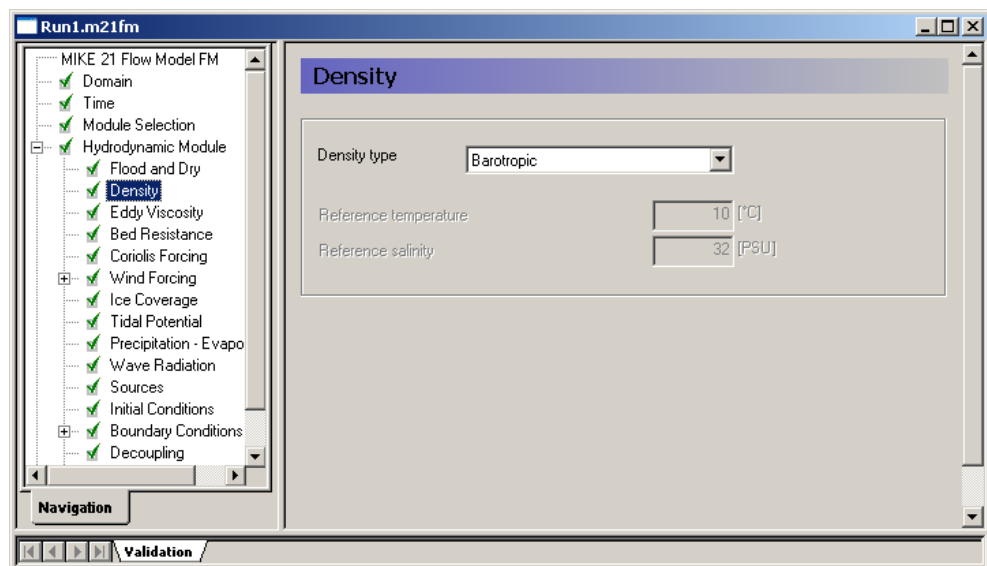 Run1.m21fm
MIKE 21 Flow Model FM
Domain
Time
Module Selection
Hydrodynamic Module
Flood and Dry
Density
Eddy Viscosity
Bed Resistance
Coriolis Forcing
Wind Forcing
Ice Coverage
Tidal Potential
Precipitation - Evapo
Wave Radiation
Sources
Initial Conditions
Boundary Conditions
Decoupling
Navigation
Density
Density type Barotropic
Reference temperature 10 [°C]
Reference salinity 32 [PSU]
Validation